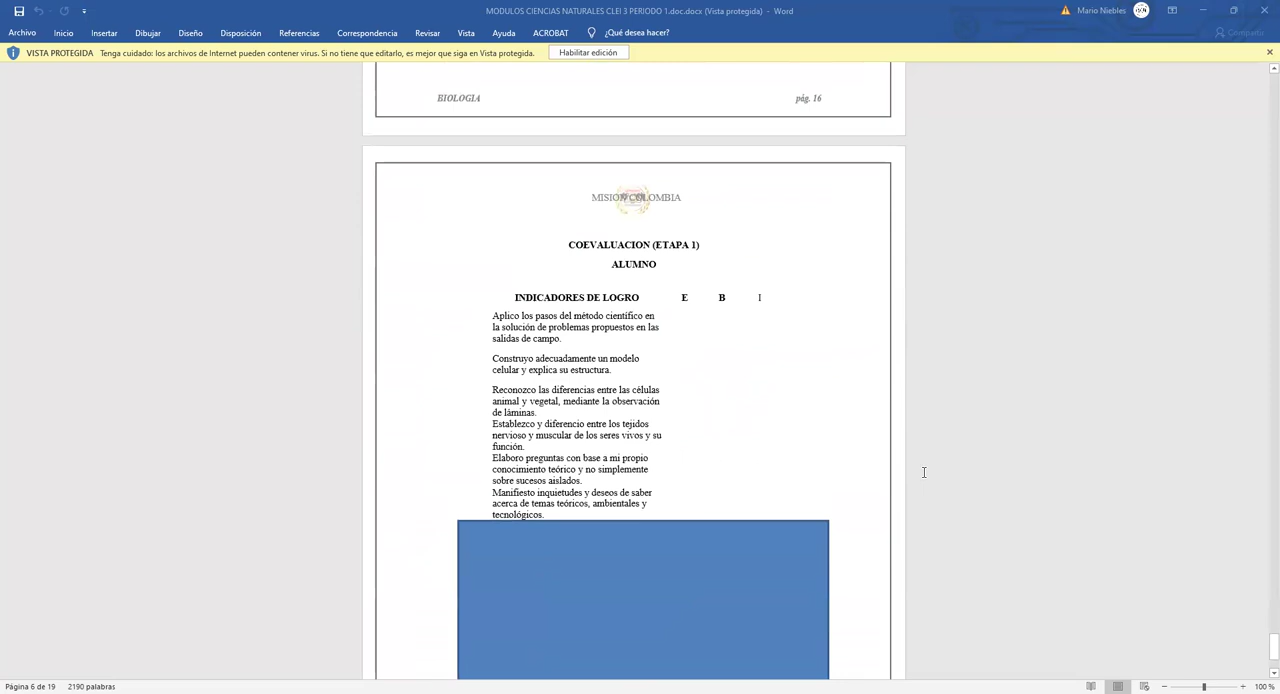 MODULOS CIENCIAS NATURALES CLEI 3 PERIODO 1.doc.docx (Vista protegida) - Word
Mario Niebles
Archivo Inicio Insertar Dibujar Diseño Disposición Referencias Correspondencia Revisar Vista Ayuda ACROBAT ¿Qué desea hacer? Compartir
VISTA PROTEGIDA Tenga cuidado: los archivos de Internet pueden contener virus. Si no tiene que editarlo, es mejor que siga en Vista protegida. Habilitar edición
BIOLOGIA pág. 16
MISION COLOMBIA
COEVALUACION (ETAPA 1)
ALUMNO
INDICADORES DE LOGRO E B I
Aplico los pasos del método científico en
la solución de problemas propuestos en las
salidas de campo.
Construyo adecuadamente un modelo
celular y explica su estructura.
Reconozco las diferencias entre las células
animal y vegetal, mediante la observación
de láminas.
Establezco y diferencio entre los tejidos
nervioso y muscular de los seres vivos y su
función.
Elaboro preguntas con base a mi propio
conocimiento teórico y no simplemente
sobre sucesos aislados.
Manifiesto inquietudes y deseos de saber
acerca de temas teóricos, ambientales y
tecnológicos.
Página 6 de 19 2190 palabras 100 %